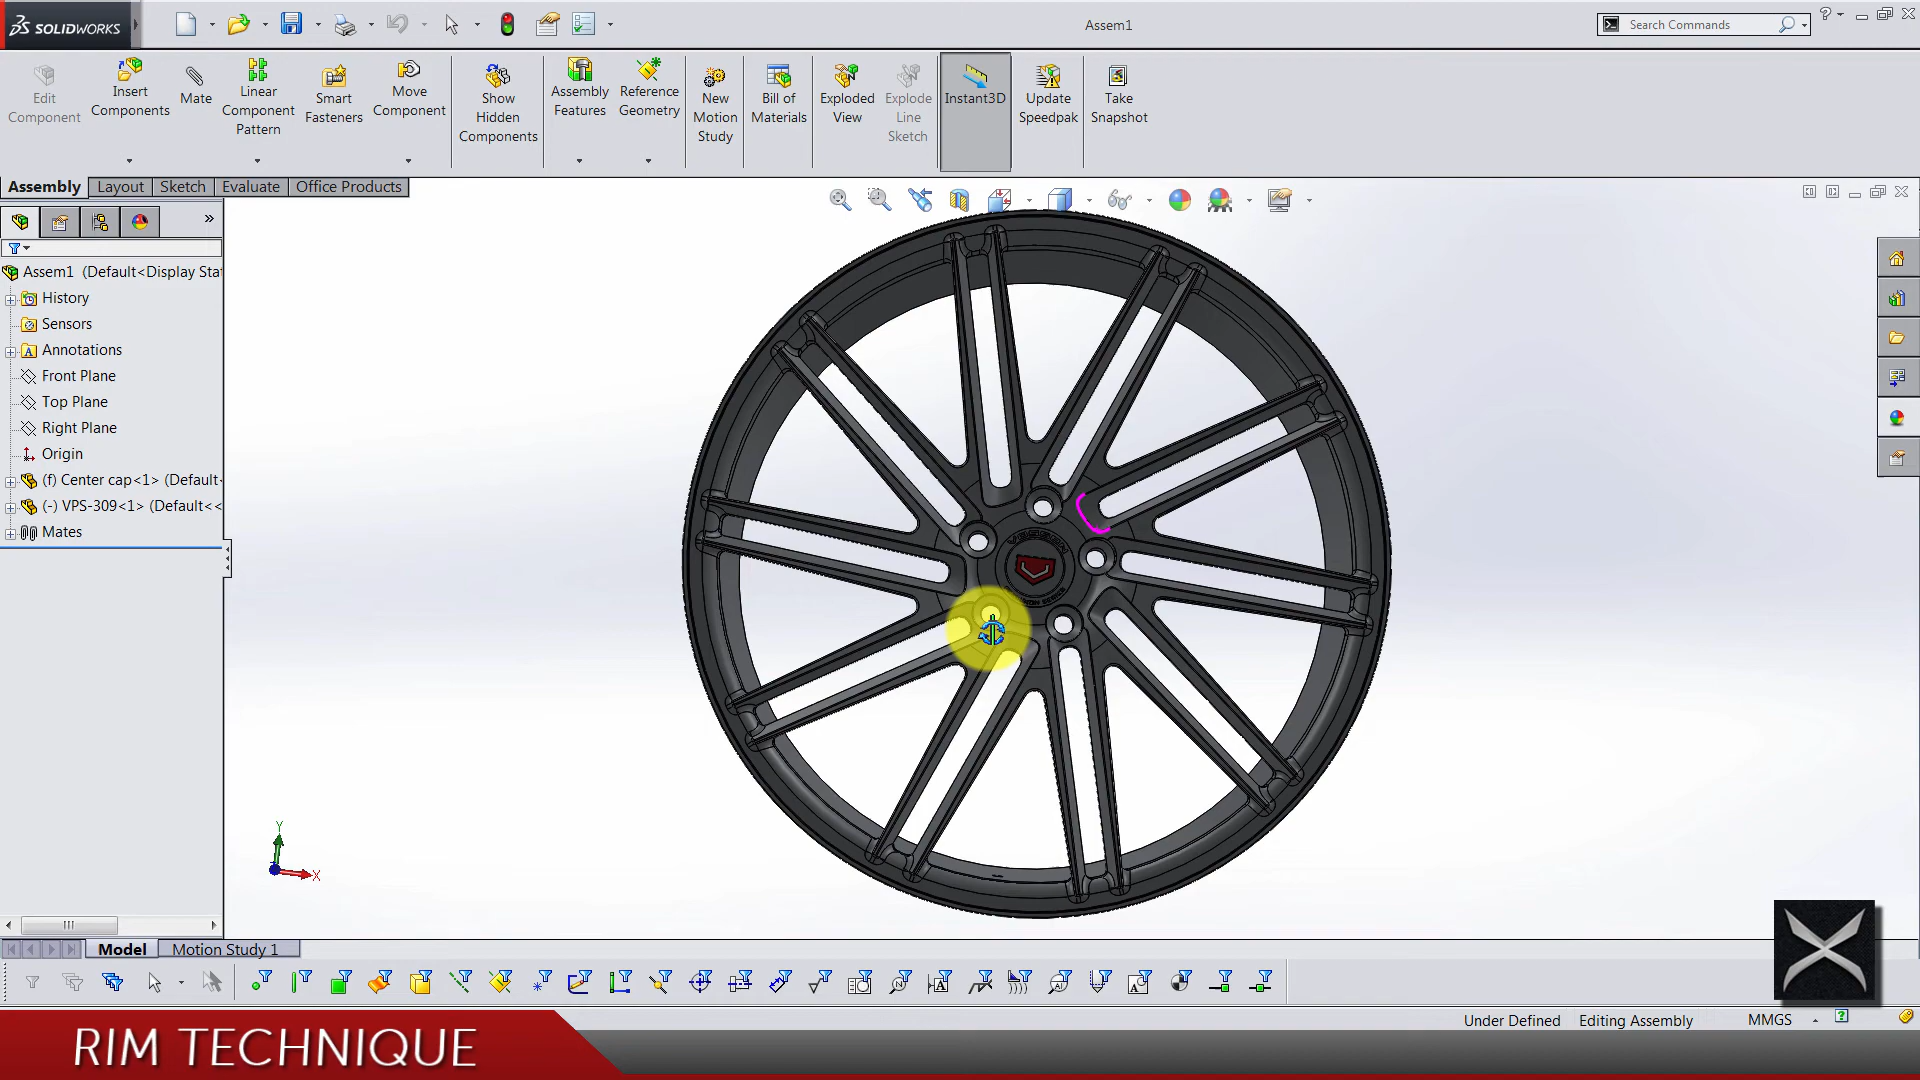 SOLIDWORKS
Assem1
Search Commands
Edit Component
Insert Components
Mate
Linear Component Pattern
Smart Fasteners
Move Component
Show Hidden Components
Assembly Features
Reference Geometry
New Motion Study
Bill of Materials
Exploded View
Explode Line Sketch
Instant3D
Update Speedpak
Take Snapshot
Assembly
Layout
Sketch
Evaluate
Office Products
Assem1 (Default<Display Sta
History
Sensors
Annotations
Front Plane
Top Plane
Right Plane
Origin
(f) Center cap<1> (Default
(-) VPS-309<1> (Default<<
Mates
Y
X
Model
Motion Study 1
Under Defined
Editing Assembly
MMGS
RIM TECHNIQUE